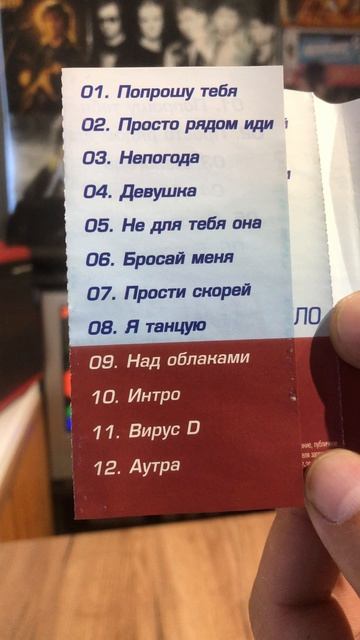 01. Попрошу тебя
02. Просто рядом иди
03. Непогода
04. Девушка
05. Не для тебя она
06. Бросай меня
07. Прости скорей
08. Я танцую
09. Над облаками
10. Интро
11. Вирус D
12. Аутра
ЛО